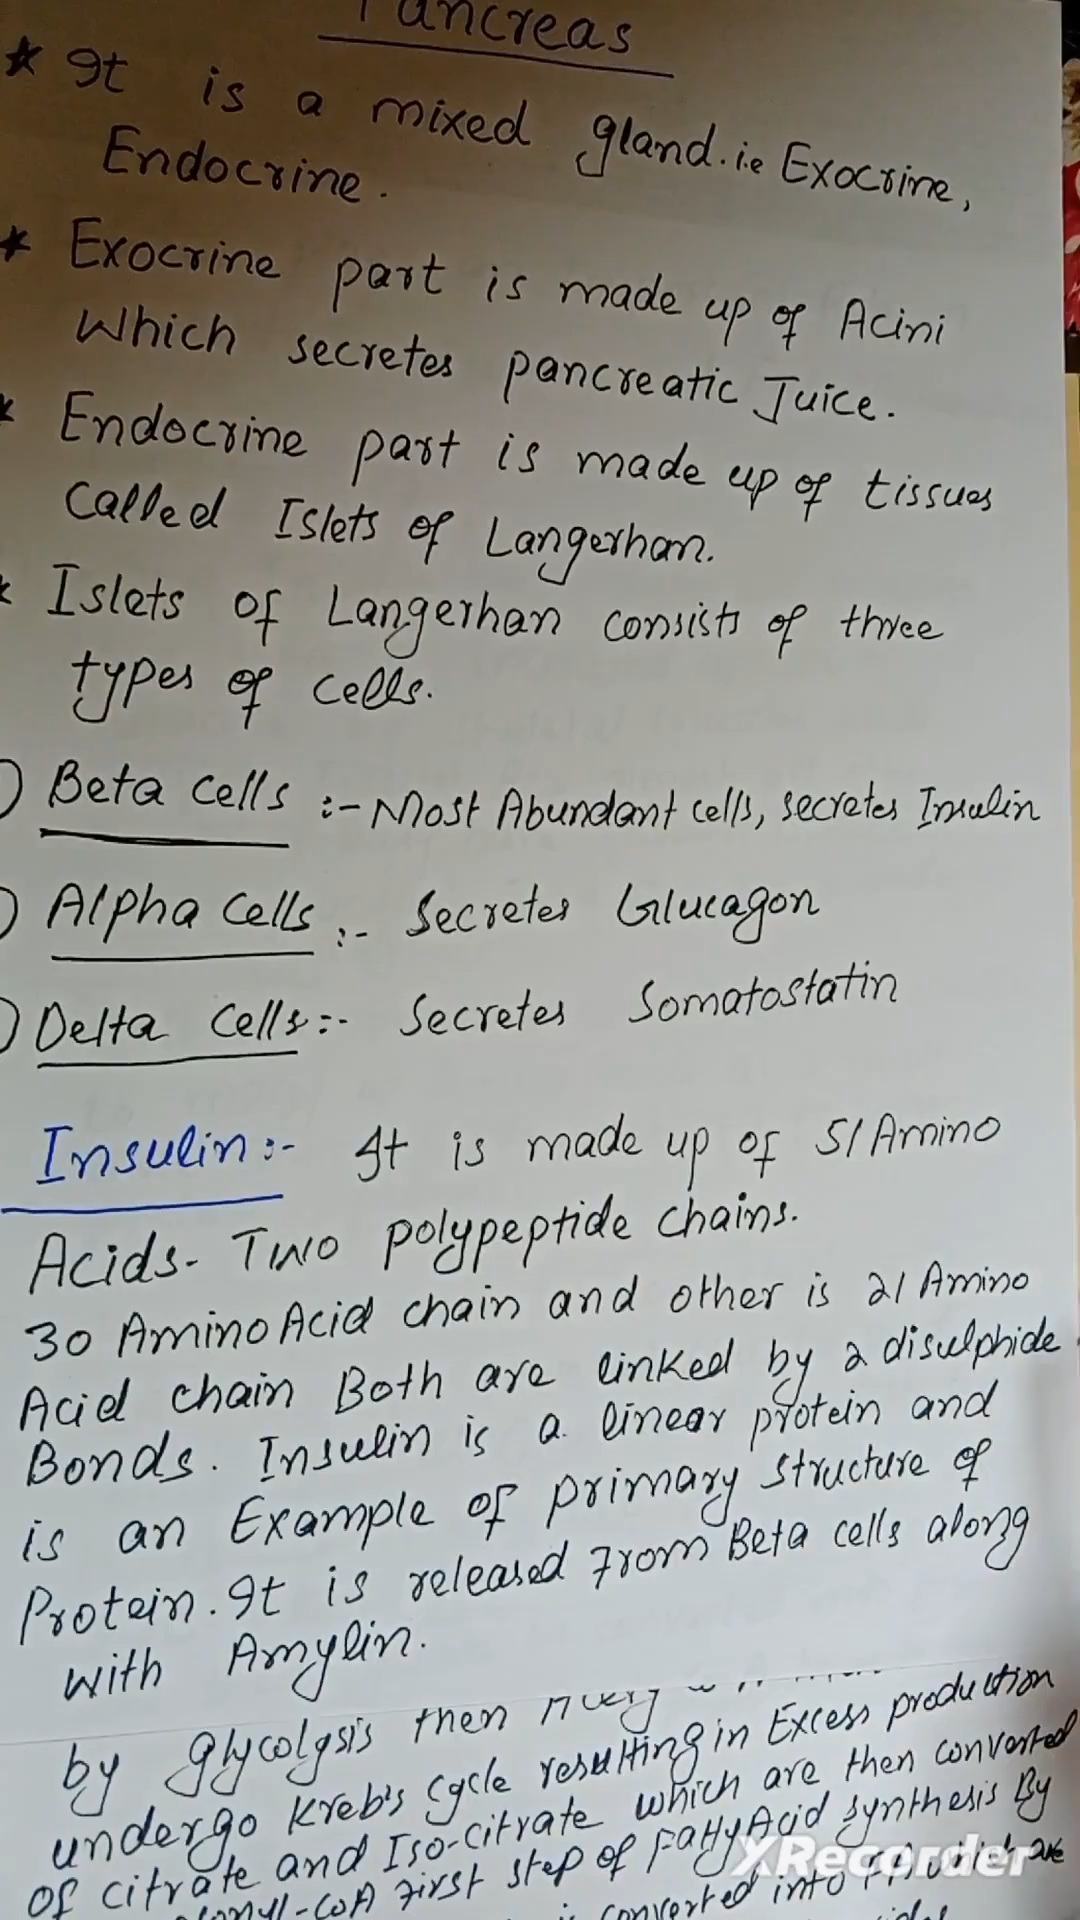 Pancreas
* It is a mixed gland. i.e Exocrine,
Endocrine.
* Exocrine part is made up of Acini
Which secretes pancreatic Juice.
* Endocrine part is made up of tissues
Called Islets of Langerhan.
* Islets of Langerhan consists of three
types of cells.
) Beta cells :- Most Abundant cells, secretes Insulin
) Alpha cells :- Secretes Glucagon
) Delta cells :- Secretes Somatostatin
Insulin :- It is made up of 51 Amino
Acids - Two polypeptide chains.
30 Amino Acid chain and other is 21 Amino
Acid chain Both are linked by 2 disulphide
Bonds. Insulin is a linear protein and
is an Example of primary structure of
Protein. It is released from Beta cells along
with Amylin.
by glycolysis then
undergo Kreb's cycle resulting in Excess production
of citrate and Iso-citrate which are then converted
first step of Fatty Acid synthesis By
converted into FA which are
XRecorder